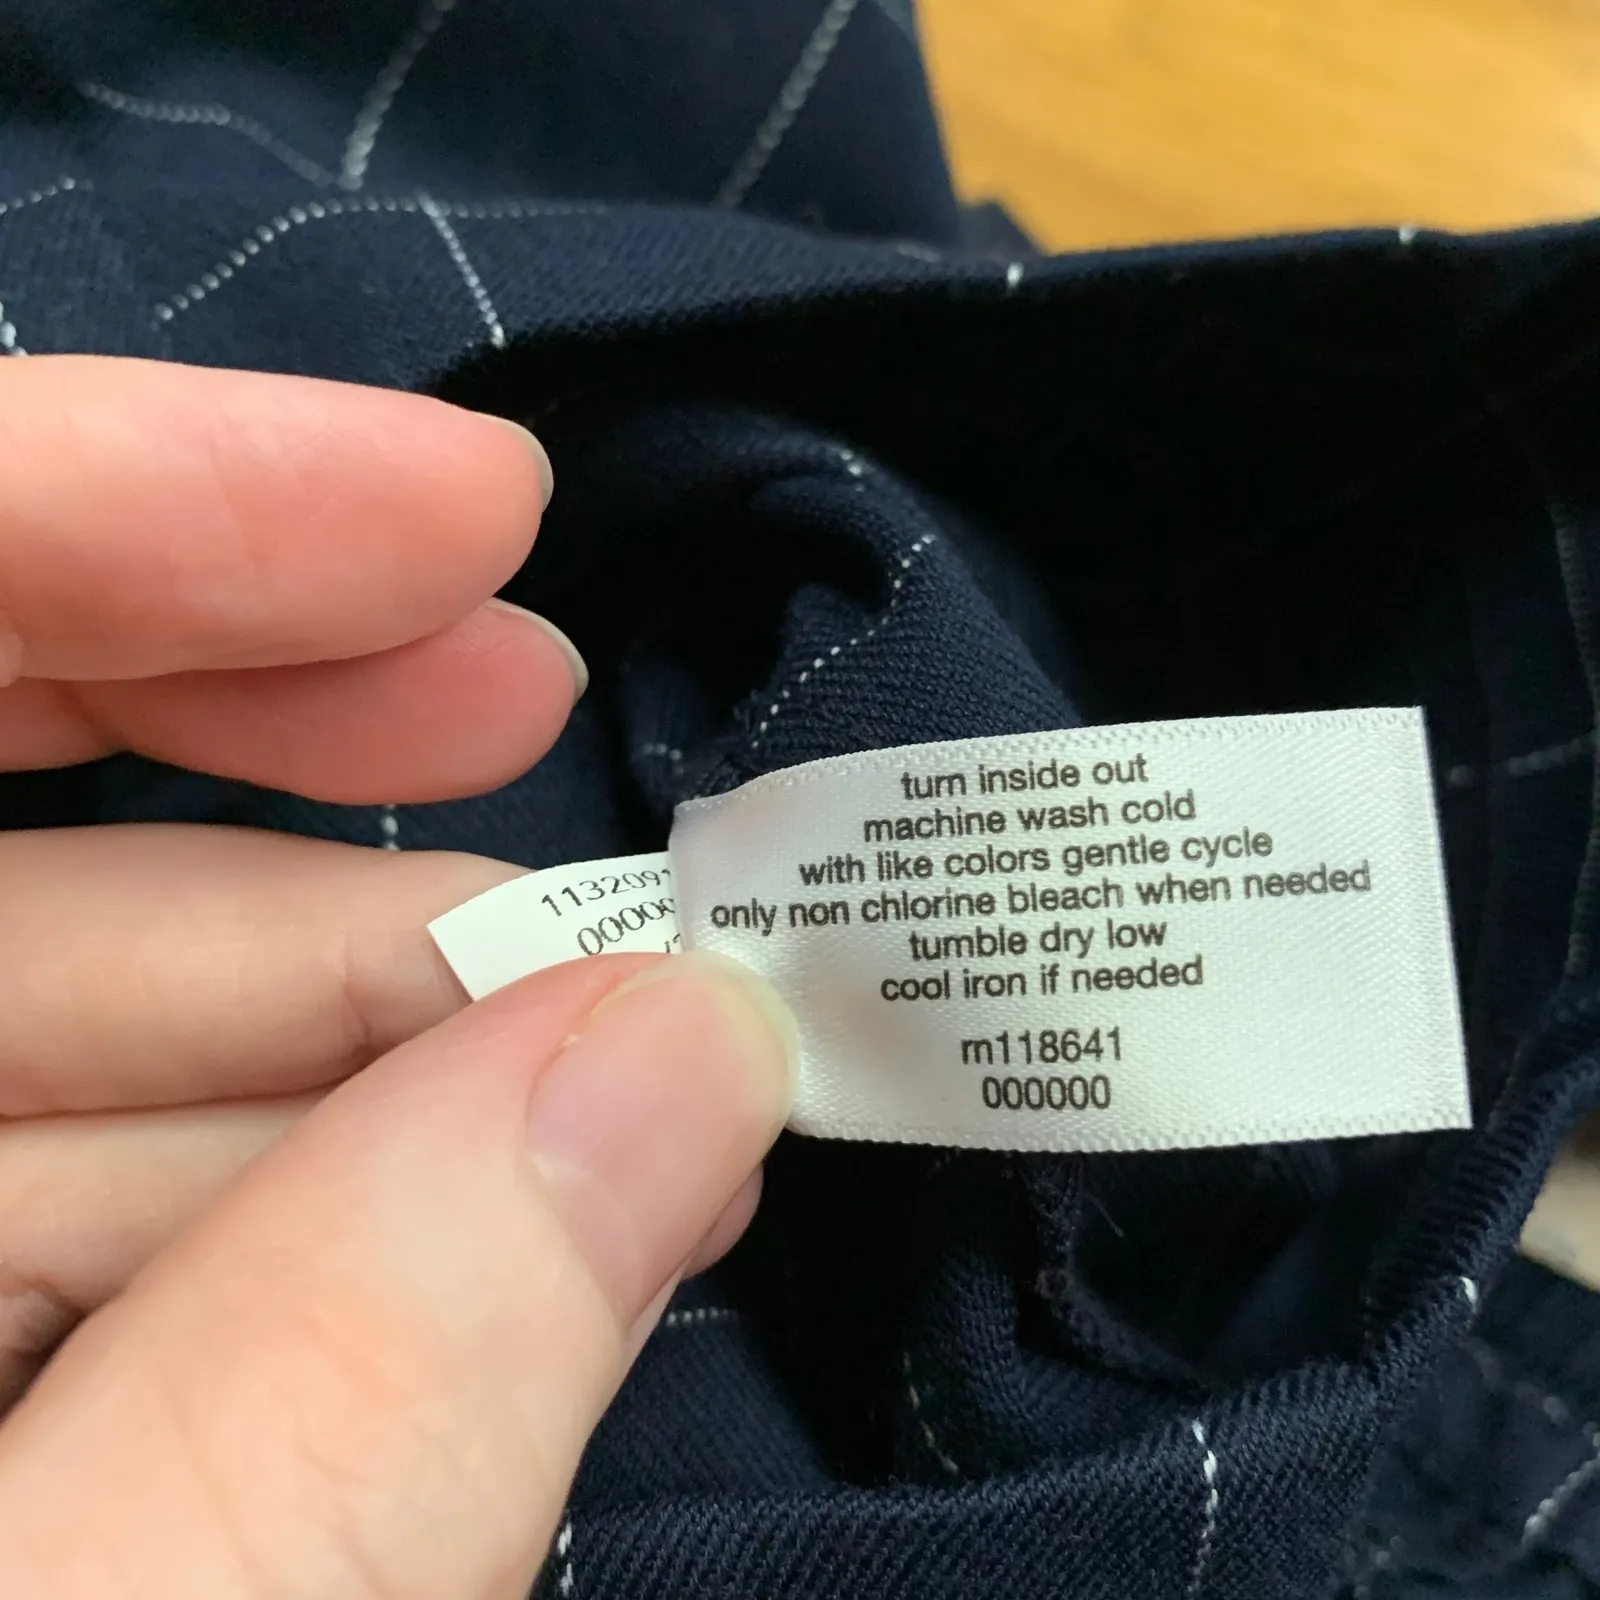 turn inside out
machine wash cold
with like colors gentle cycle
only non chlorine bleach when needed
tumble dry low
cool iron if needed
rn118641
000000